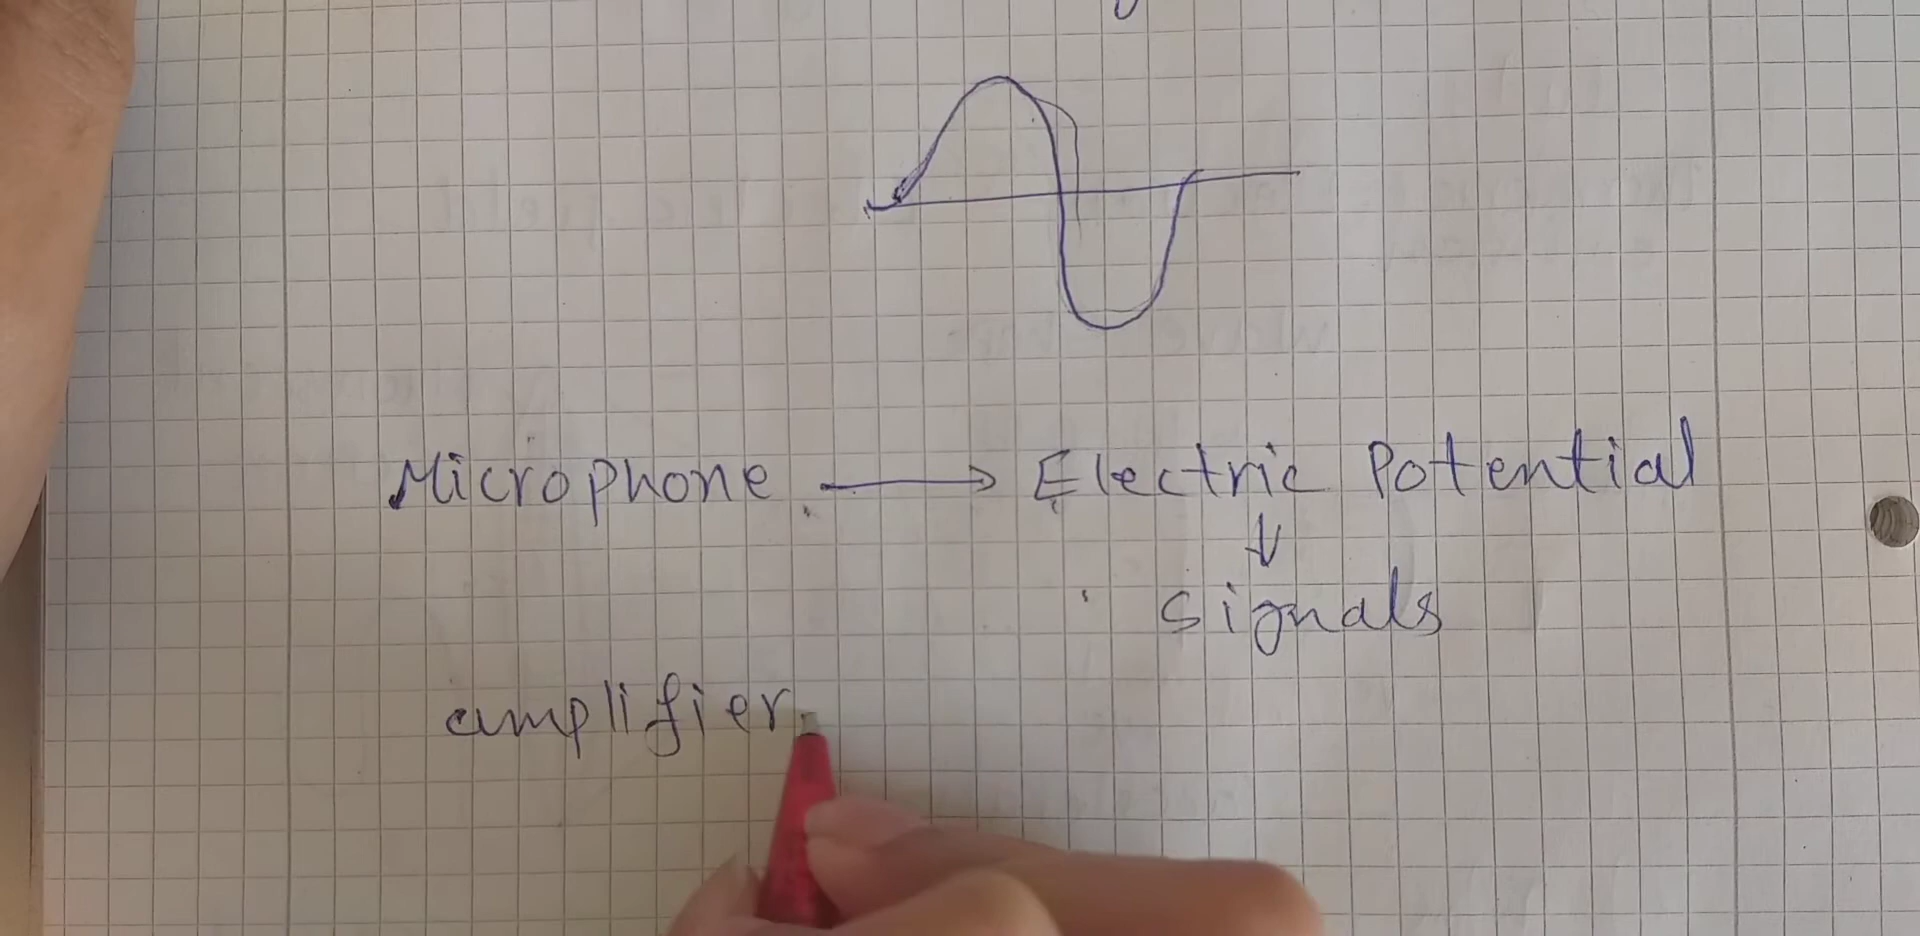 Microphone → Electric Potential
↓
signals
amplifier